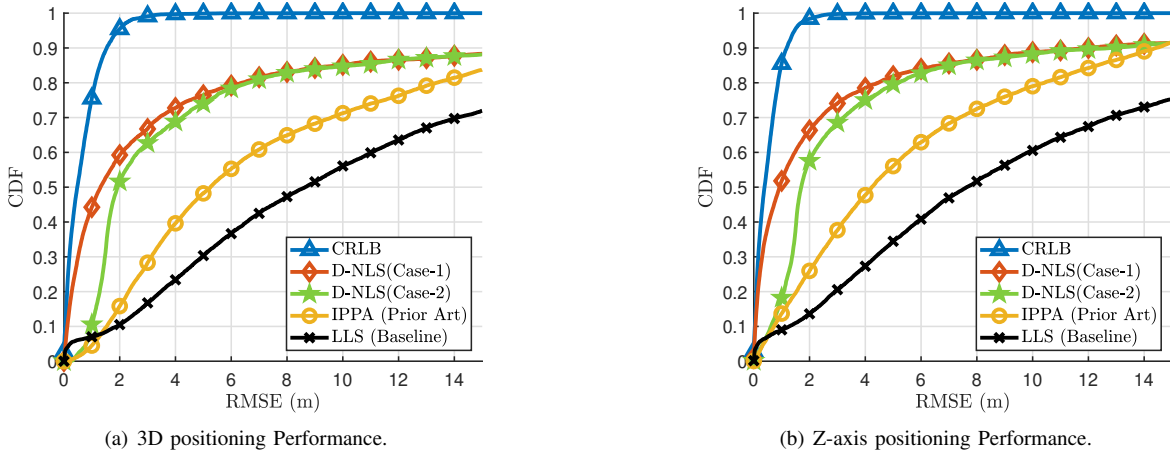 1
0.9
0.8
0.7
0.6
0.5
0.4
0.3
0.2
0.1
0
CDF
CRLB
D-NLS(Case-1)
D-NLS(Case-2)
IPPA (Prior Art)
LLS (Baseline)
0 2 4 6 8 10 12 14
RMSE (m)
(a) 3D positioning Performance.
1
0.9
0.8
0.7
0.6
0.5
0.4
0.3
0.2
0.1
0
CDF
CRLB
D-NLS(Case-1)
D-NLS(Case-2)
IPPA (Prior Art)
LLS (Baseline)
0 2 4 6 8 10 12 14
RMSE (m)
(b) Z-axis positioning Performance.